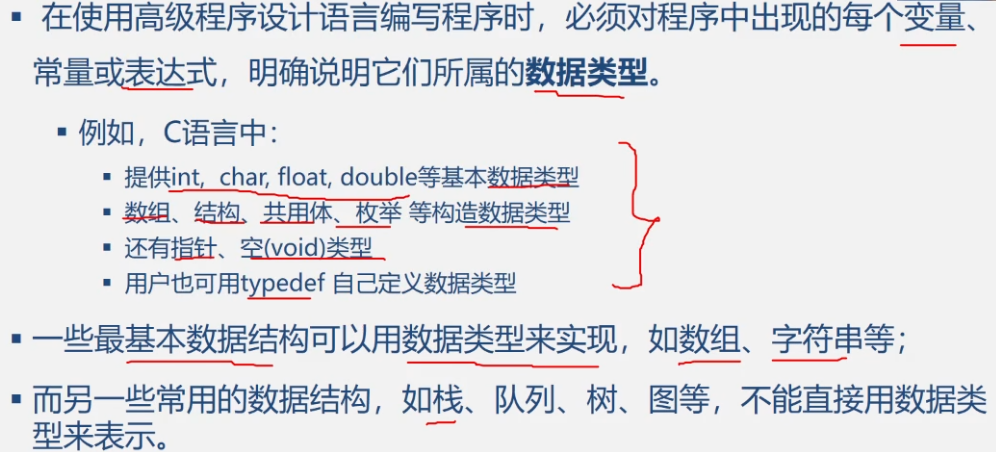 ▪ 在使用高级程序设计语言编写程序时，必须对程序中出现的每个变量、
常量或表达式，明确说明它们所属的数据类型。
▪ 例如，C语言中：
▪ 提供int, char, float, double等基本数据类型
▪ 数组、结构、共用体、枚举 等构造数据类型
▪ 还有指针、空(void)类型
▪ 用户也可用typedef 自己定义数据类型
▪ 一些最基本数据结构可以用数据类型来实现，如数组、字符串等；
▪ 而另一些常用的数据结构，如栈、队列、树、图等，不能直接用数据类
型来表示。